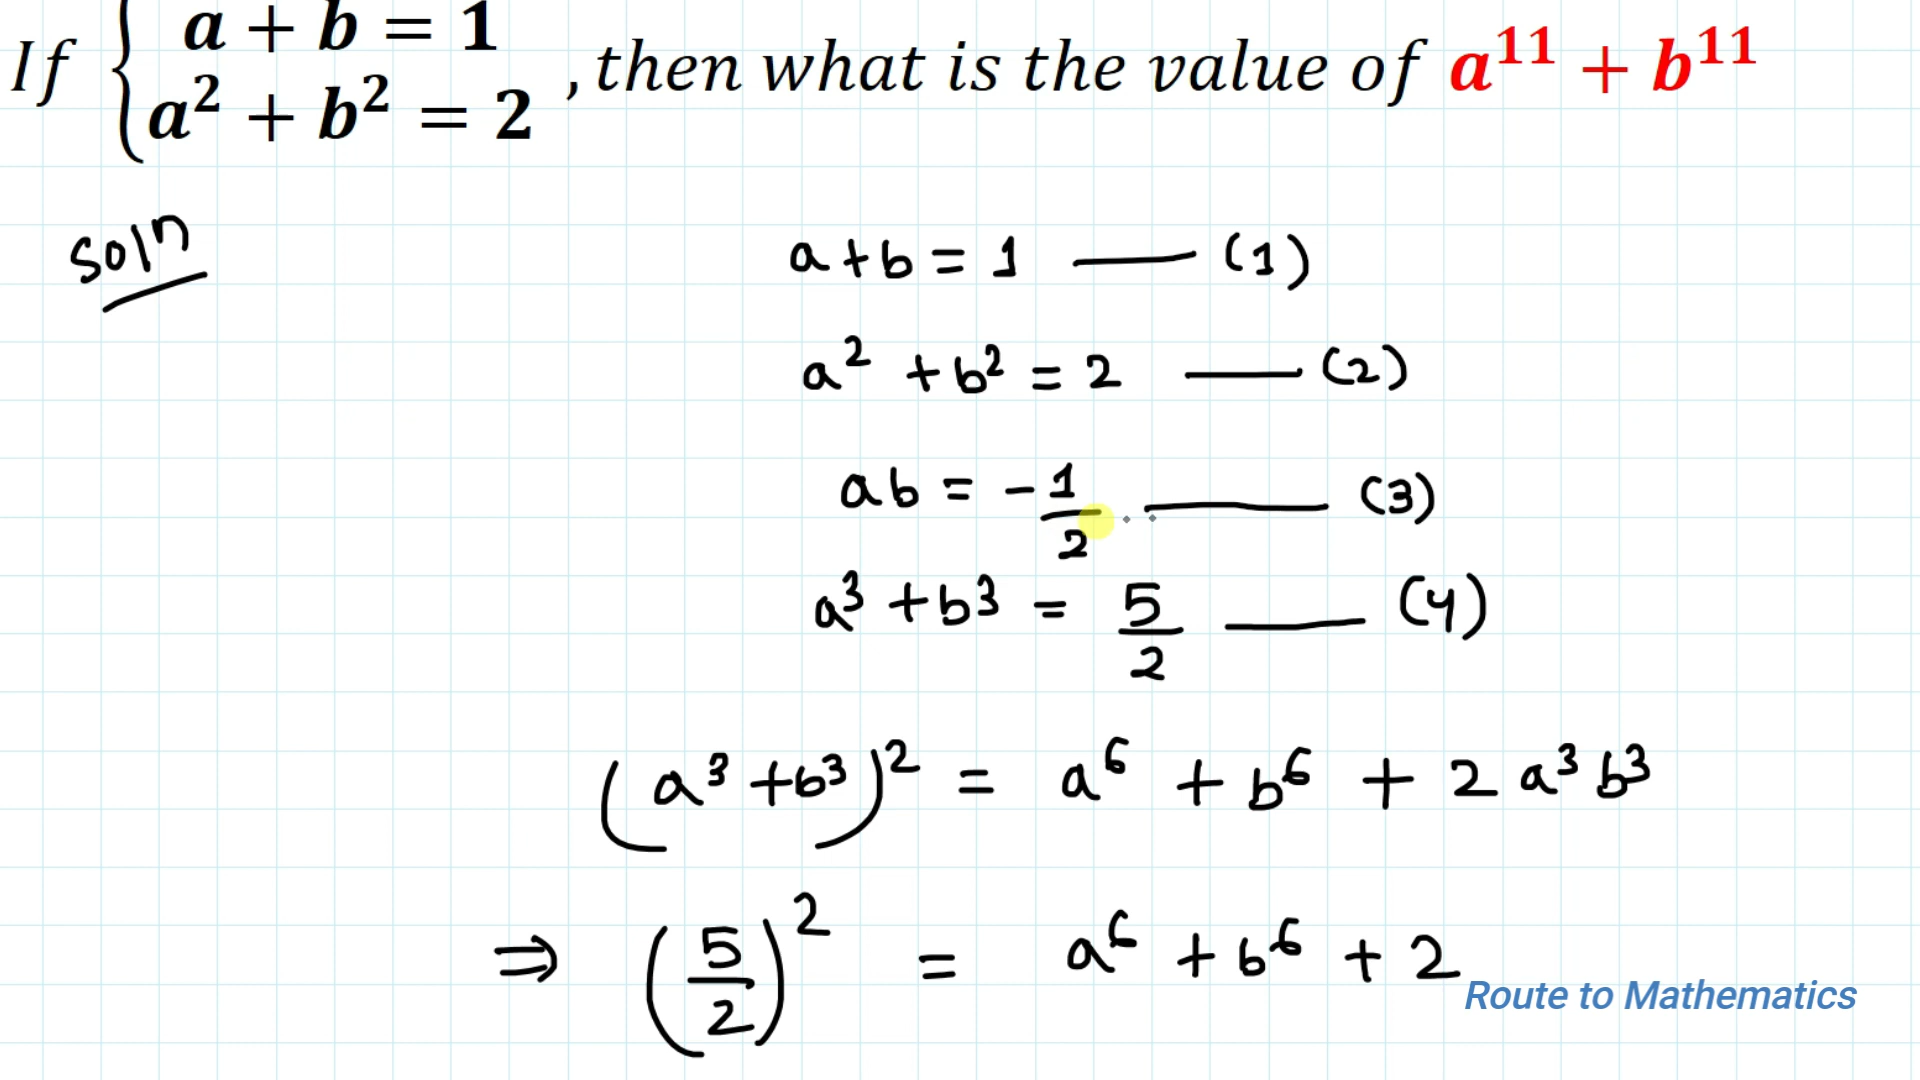 If { a + b = 1
a² + b² = 2 , then what is the value of a¹¹ + b¹¹
Soln
a + b = 1 —— (1)
a² + b² = 2 —— (2)
ab = -1/2 —— (3)
a³ + b³ = 5/2 —— (4)
(a³ + b³)² = a⁶ + b⁶ + 2a³b³
⇒ (5/2)² = a⁶ + b⁶ + 2
Route to Mathematics